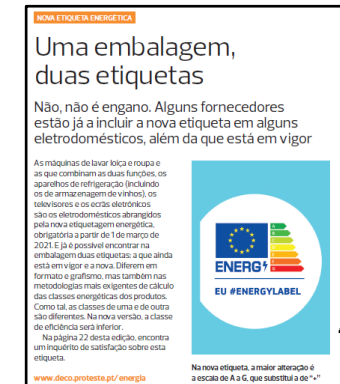 NOVA ETIQUETA ENERGÉTICA
Uma embalagem,
duas etiquetas
Não, não é engano. Alguns fornecedores
estão já a incluir a nova etiqueta em alguns
eletrodomésticos, além da que está em vigor
As máquinas de lavar loiça e roupa e
as que combinam as duas funções, os
aparelhos de refrigeração (incluindo
os de armazenagem de vinhos), os
televisores e os ecrãs eletrónicos
são os eletrodomésticos abrangidos
pela nova etiquetagem energética,
obrigatória a partir de 1 de março de
2021. E já é possível encontrar na
embalagem duas etiquetas: a que ainda
está em vigor e a nova. Diferem em
formato e grafismo, mas também nas
metodologias mais exigentes de cálculo
das classes energéticas dos produtos.
Como tal, as classes de uma e de outra
são diferentes. Na nova versão, a classe
de eficiência será inferior.
Na página 22 desta edição, encontra
um inquérito de satisfação sobre esta
etiqueta.
www.deco.proteste.pt/energia
ENERG
EU #ENERGYLABEL
Na nova etiqueta, a maior alteração é
a escala de A a G, que substitui a de "+"